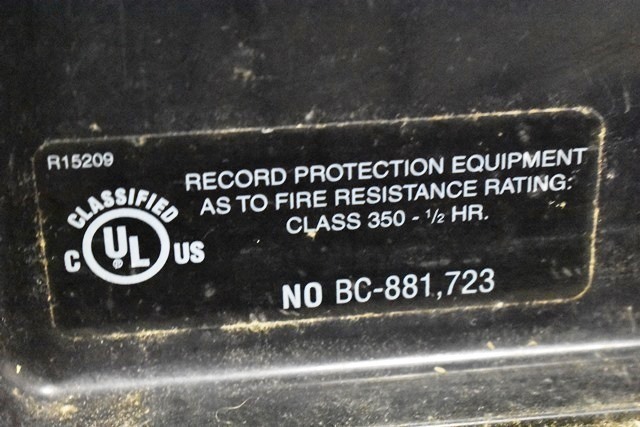 R15209
RECORD PROTECTION EQUIPMENT
AS TO FIRE RESISTANCE RATING:
CLASS 350 - 1/2 HR.
CLASSIFIED
C UL® US
NO BC-881,723